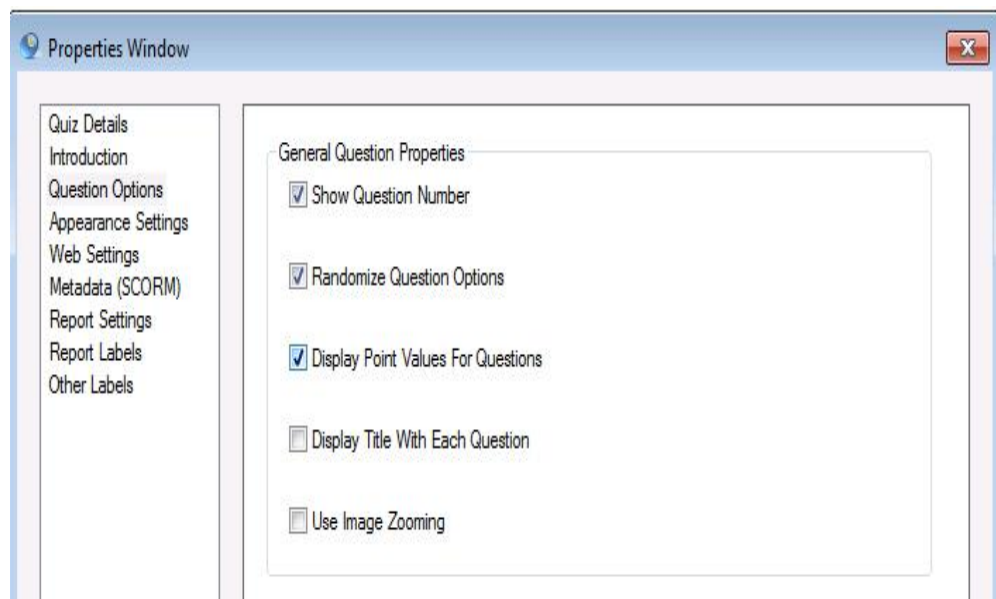 Properties Window
Quiz Details
Introduction
Question Options
Appearance Settings
Web Settings
Metadata (SCORM)
Report Settings
Report Labels
Other Labels
General Question Properties
Show Question Number
Randomize Question Options
Display Point Values For Questions
Display Title With Each Question
Use Image Zooming